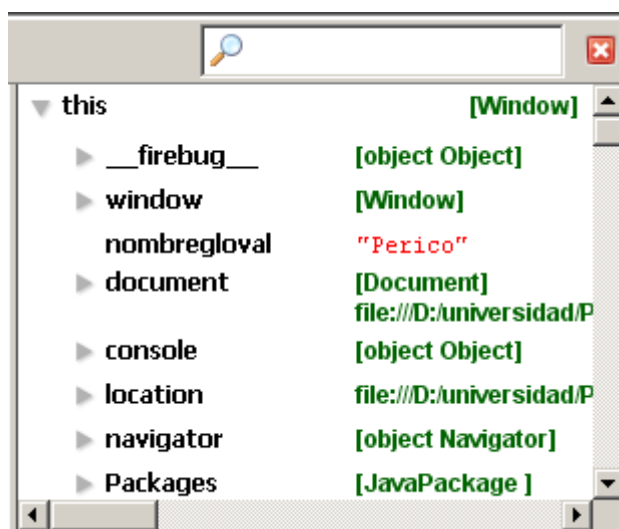 this [Window]
__firebug__ [object Object]
window [Window]
nombregloval "Perico"
document [Document]
file:///D:/universidad/P
console [object Object]
location file:///D:/universidad/P
navigator [object Navigator]
Packages [JavaPackage ]